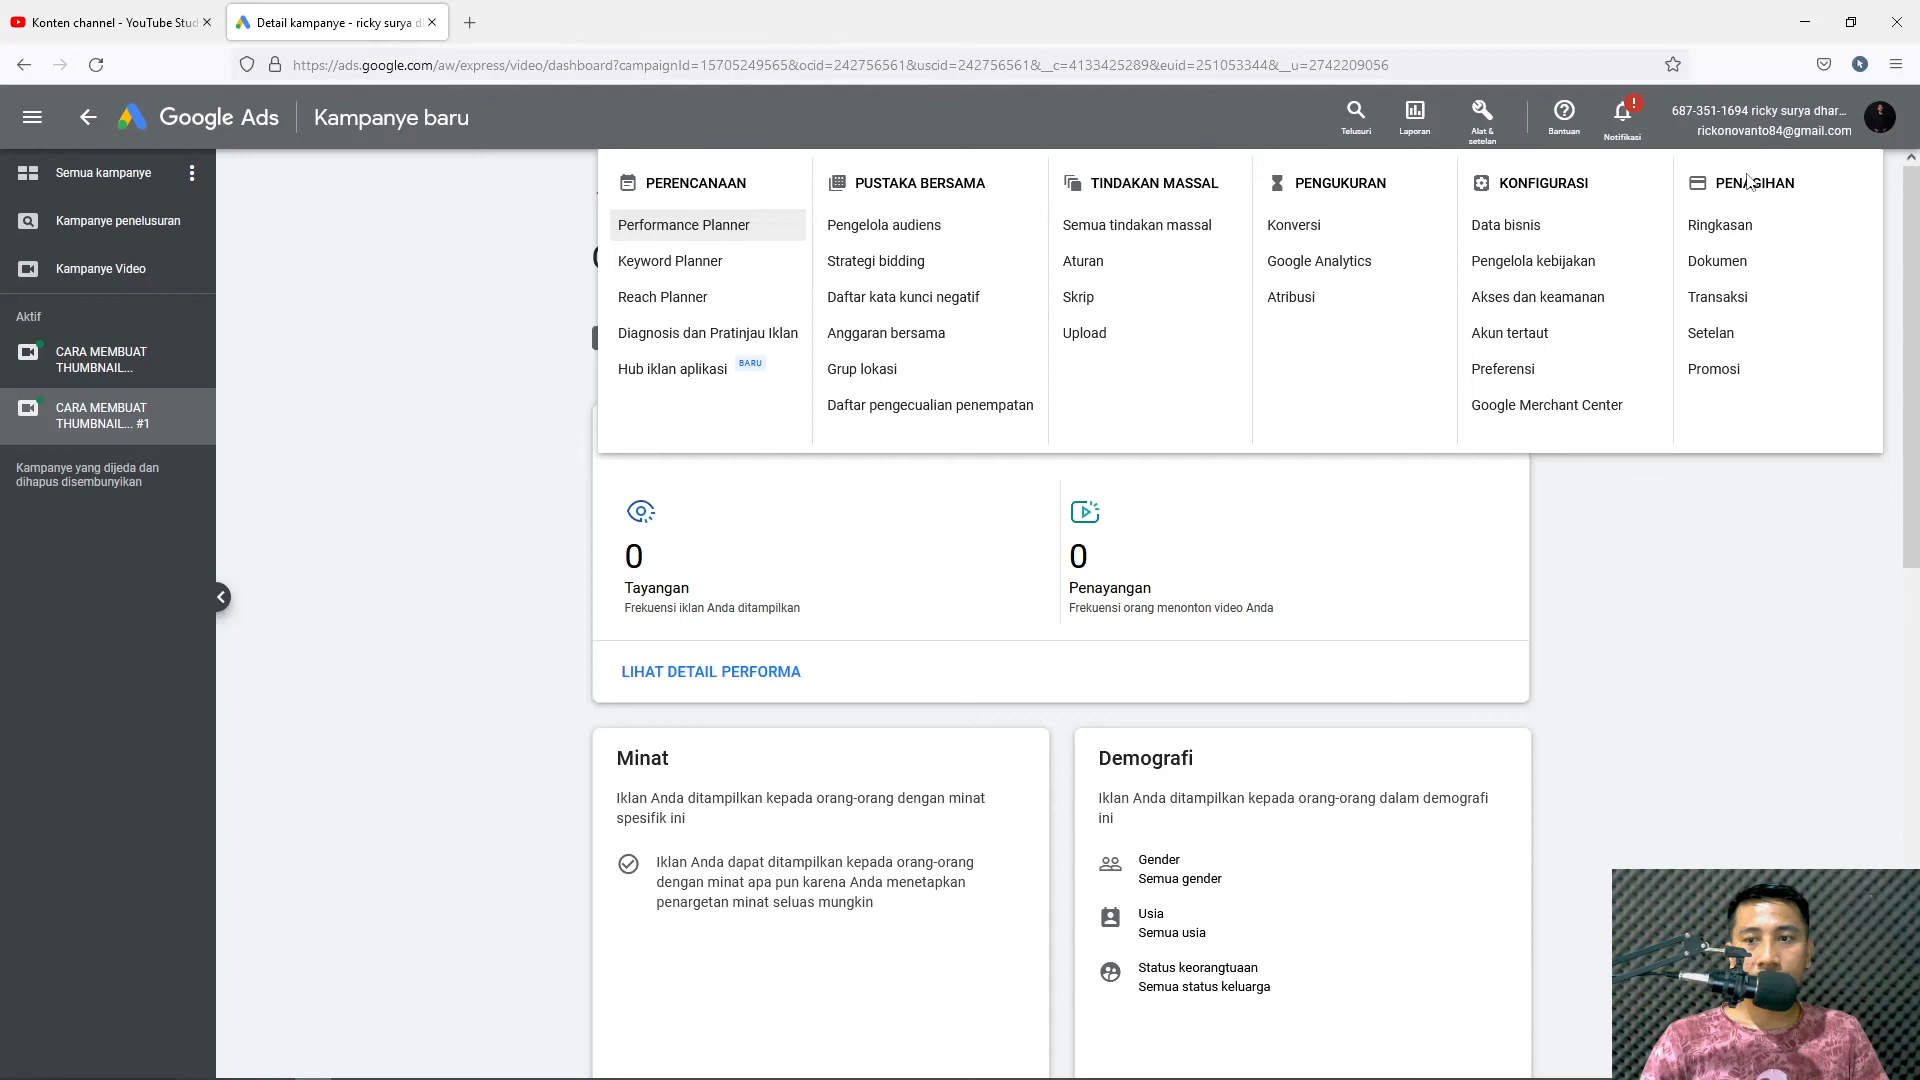 Konten channel - YouTube Stud
Detail kampanye - ricky surya d
https://ads.google.com/aw/express/video/dashboard?campaignId=15705249565&ocid=242756561&uscid=242756561&__c=4133425289&euid=251053344&__u=2742209056
Google Ads
Kampanye baru
Telusuri
Laporan
Alat &
setelan
Bantuan
!
Notifikasi
687-351-1694 ricky surya dhar...
rickonovanto84@gmail.com
Semua kampanye
Kampanye penelusuran
Kampanye Video
Aktif
CARA MEMBUAT
THUMBNAIL...
CARA MEMBUAT
THUMBNAIL... #1
Kampanye yang dijeda dan
dihapus disembunyikan
PERENCANAAN
Performance Planner
Keyword Planner
Reach Planner
Diagnosis dan Pratinjau Iklan
Hub iklan aplikasi BARU
PUSTAKA BERSAMA
Pengelola audiens
Strategi bidding
Daftar kata kunci negatif
Anggaran bersama
Grup lokasi
Daftar pengecualian penempatan
TINDAKAN MASSAL
Semua tindakan massal
Aturan
Skrip
Upload
PENGUKURAN
Konversi
Google Analytics
Atribusi
KONFIGURASI
Data bisnis
Pengelola kebijakan
Akses dan keamanan
Akun tertaut
Preferensi
Google Merchant Center
PENAGIHAN
Ringkasan
Dokumen
Transaksi
Setelan
Promosi
0
Tayangan
Frekuensi iklan Anda ditampilkan
0
Penayangan
Frekuensi orang menonton video Anda
LIHAT DETAIL PERFORMA
Minat
Iklan Anda ditampilkan kepada orang-orang dengan minat
spesifik ini
Iklan Anda dapat ditampilkan kepada orang-orang
dengan minat apa pun karena Anda menetapkan
penargetan minat seluas mungkin
Demografi
Iklan Anda ditampilkan kepada orang-orang dalam demografi
ini
Gender
Semua gender
Usia
Semua usia
Status keorangtuaan
Semua status keluarga